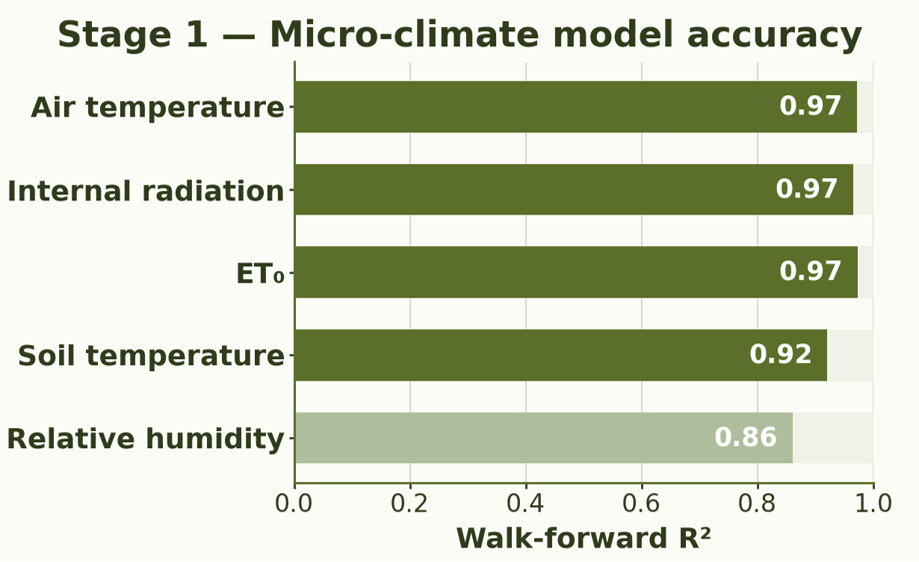 Stage 1 — Micro-climate model accuracy
Air temperature 0.97
Internal radiation 0.97
ET₀ 0.97
Soil temperature 0.92
Relative humidity 0.86
0.0 0.2 0.4 0.6 0.8 1.0
Walk-forward R²